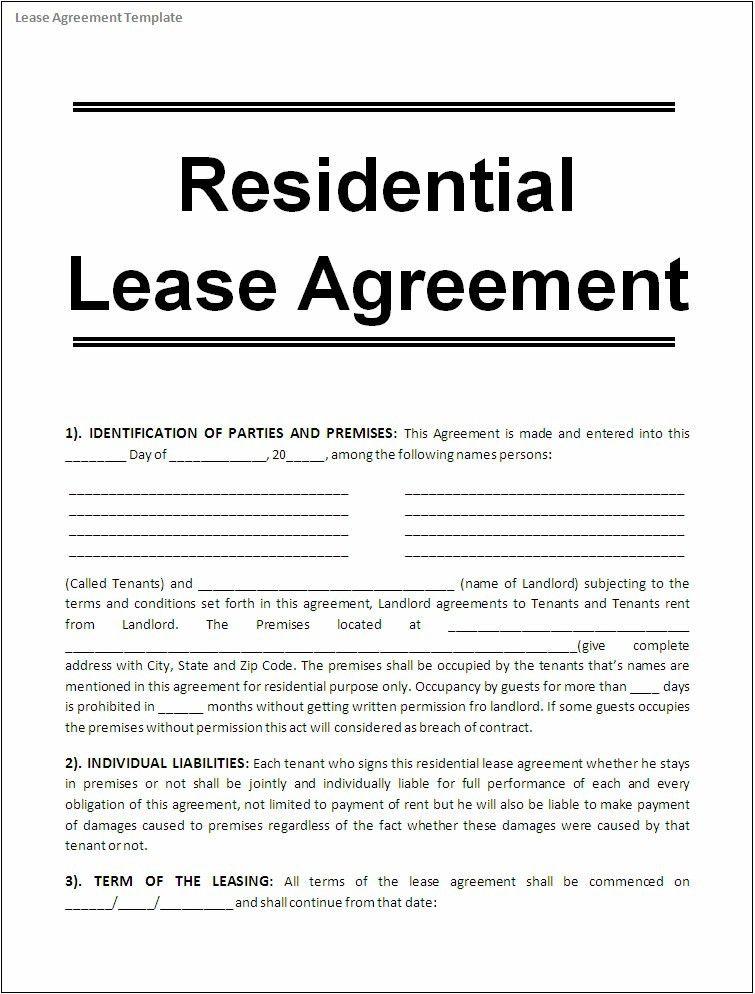 Lease Agreement Template
Residential
Lease Agreement
1). IDENTIFICATION OF PARTIES AND PREMISES: This Agreement is made and entered into this
________ Day of _____________, 20_____, among the following names persons:
____________________________________ ____________________________________
____________________________________ ____________________________________
____________________________________ ____________________________________
____________________________________ ____________________________________
(Called Tenants) and _________________________________ (name of Landlord) subjecting to the
terms and conditions set forth in this agreement, Landlord agreements to Tenants and Tenants rent
from Landlord. The Premises located at _______________________________
__________________________________________________________________(give complete
address with City, State and Zip Code. The premises shall be occupied by the tenants that's names are
mentioned in this agreement for residential purpose only. Occupancy by guests for more than ____ days
is prohibited in ______ months without getting written permission fro landlord. If some guests occupies
the premises without permission this act will considered as breach of contract.
2). INDIVIDUAL LIABILITIES: Each tenant who signs this residential lease agreement whether he stays
in premises or not shall be jointly and individually liable for full performance of each and every
obligation of this agreement, not limited to payment of rent but he will also be liable to make payment
of damages caused to premises regardless of the fact whether these damages were caused by that
tenant or not.
3). TERM OF THE LEASING: All terms of the lease agreement shall be commenced on
______/_____/__________ and shall continue from that date: